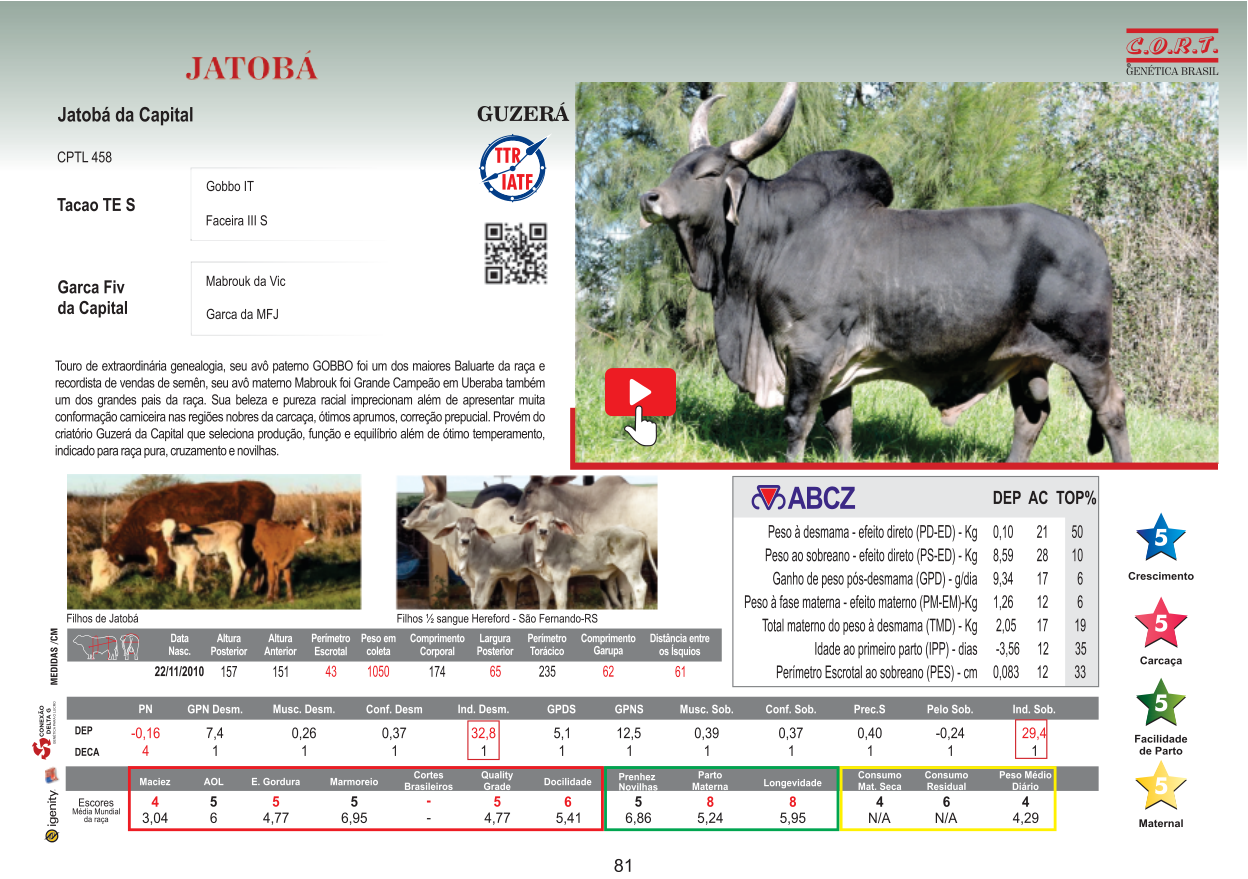 JATOBÁ
C.O.R.T.
GENÉTICA BRASIL
Jatobá da Capital
GUZERÁ
CPTL 458
TTR
IATF
Gobbo IT
Tacao TE S
Faceira III S
Mabrouk da Vic
Garca Fiv
da Capital
Garca da MFJ
Touro de extraordinária genealogia, seu avô paterno GOBBO foi um dos maiores Baluarte da raça e
recordista de vendas de semên, seu avô materno Mabrouk foi Grande Campeão em Uberaba também
um dos grandes pais da raça. Sua beleza e pureza racial imprecionam além de apresentar muita
conformação carniceira nas regiões nobres da carcaça, ótimos aprumos, correção prepucial. Provém do
criatório Guzerá da Capital que seleciona produção, função e equilíbrio além de ótimo temperamento,
indicado para raça pura, cruzamento e novilhas.
Filhos de Jatobá
Filhos ½ sangue Hereford - São Fernando-RS
ABCZ DEP AC TOP%
Peso à desmama - efeito direto (PD-ED) - Kg 0,10 21 50
Peso ao sobreano - efeito direto (PS-ED) - Kg 8,59 28 10
Ganho de peso pós-desmama (GPD) - g/dia 9,34 17 6
Peso à fase materna - efeito materno (PM-EM)-Kg 1,26 12 6
Total materno do peso à desmama (TMD) - Kg 2,05 17 19
Idade ao primeiro parto (IPP) - dias -3,56 12 35
Perímetro Escrotal ao sobreano (PES) - cm 0,083 12 33
5
Crescimento
5
Carcaça
5
Facilidade
de Parto
5
Maternal
MEDIDAS /CM
Data Altura Altura Perímetro Peso em Comprimento Largura Perímetro Comprimento Distância entre
Nasc. Posterior Anterior Escrotal coleta Corporal Posterior Torácico Garupa os Ísquios
22/11/2010 157 151 43 1050 174 65 235 62 61
CONEXÃO
DELTA G
PN GPN Desm. Musc. Desm. Conf. Desm Ind. Desm. GPDS GPNS Musc. Sob. Conf. Sob. Prec.S Pelo Sob. Ind. Sob.
DEP -0,16 7,4 0,26 0,37 32,8 5,1 12,5 0,39 0,37 0,40 -0,24 29,4
DECA 4 1 1 1 1 1 1 1 1 1 1 1
igenity
Maciez AOL E. Gordura Marmoreio Cortes Brasileiros Quality Grade Docilidade Prenhez Novilhas Parto Materna Longevidade Consumo Mat. Seca Consumo Residual Peso Médio Diário
Escores 4 5 5 5 - 5 6 5 8 8 4 6 4
Média Mundial
da raça 3,04 6 4,77 6,95 - 4,77 5,41 6,86 5,24 5,95 N/A N/A 4,29
81